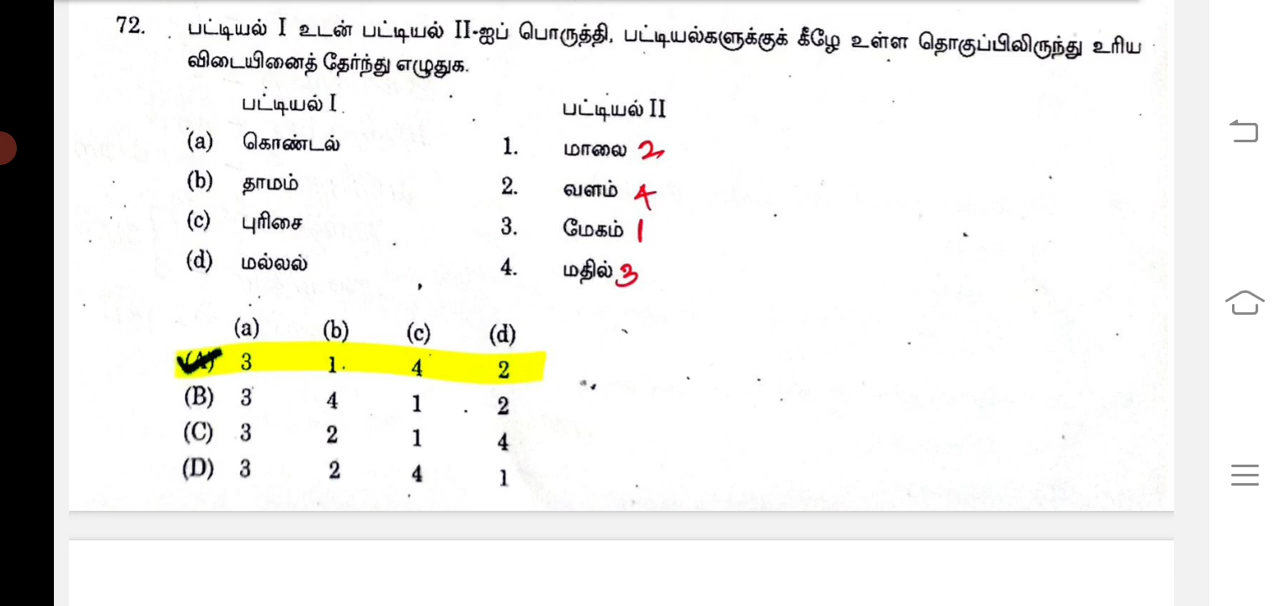 72. பட்டியல் I உடன் பட்டியல் II-ஐப் பொருத்தி, பட்டியல்களுக்குக் கீழே உள்ள தொகுப்பிலிருந்து உரிய
விடையினைத் தேர்ந்து எழுதுக.
பட்டியல் I பட்டியல் II
(a) கொண்டல் 1. மாலை 2
(b) தாமம் 2. வளம் 4
(c) புரிசை 3. மேகம் 1
(d) மல்லல் 4. மதில் 3
(a) (b) (c) (d)
(A) 3 1 4 2
(B) 3 4 1 2
(C) 3 2 1 4
(D) 3 2 4 1